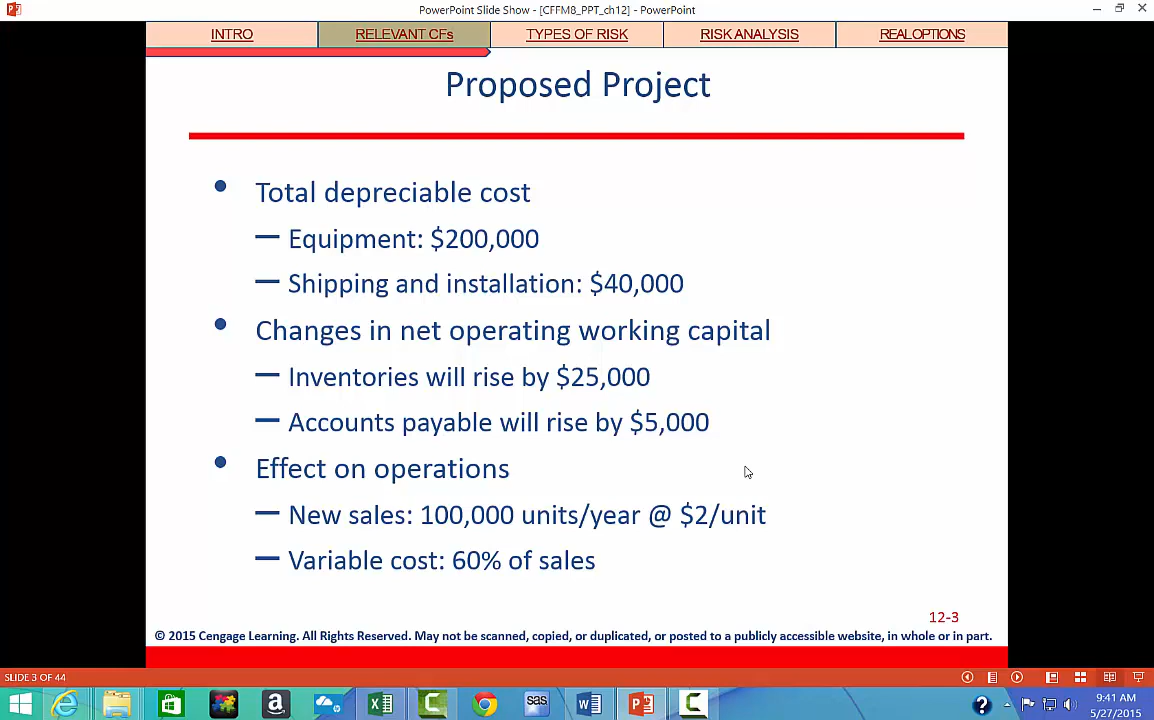 PowerPoint Slide Show - [CFFM8_PPT_ch12] - PowerPoint
INTRO
RELEVANT CFs
TYPES OF RISK
RISK ANALYSIS
REAL OPTIONS
Proposed Project
• Total depreciable cost
— Equipment: $200,000
— Shipping and installation: $40,000
• Changes in net operating working capital
— Inventories will rise by $25,000
— Accounts payable will rise by $5,000
• Effect on operations
— New sales: 100,000 units/year @ $2/unit
— Variable cost: 60% of sales
12-3
© 2015 Cengage Learning. All Rights Reserved. May not be scanned, copied, or duplicated, or posted to a publicly accessible website, in whole or in part.
SLIDE 3 OF 44
9:41 AM
5/27/2015